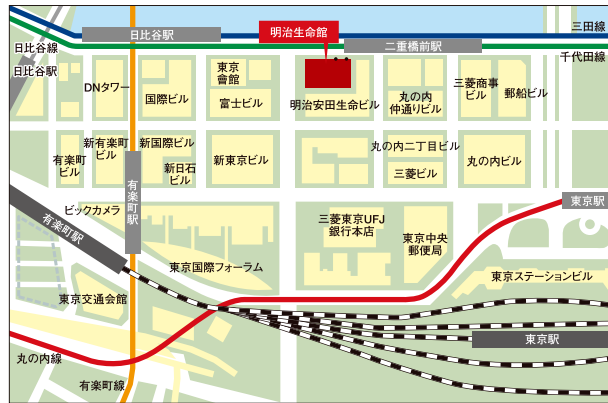 明治生命館
三田線
日比谷駅
二重橋前駅
日比谷線
千代田線
日比谷駅
DNタワー
国際ビル
東京
會館
富士ビル
明治安田生命ビル
丸の内
仲通りビル
三菱商事
ビル
郵船ビル
有楽町
ビル
新有楽町
ビル
新国際ビル
新日石
ビル
新東京ビル
丸の内二丁目ビル
三菱ビル
丸の内ビル
有楽町駅
有楽町駅
ビックカメラ
東京駅
三菱東京UFJ
銀行本店
東京中央
郵便局
東京国際フォーラム
東京ステーションビル
東京交通会館
東京駅
丸の内線
有楽町線